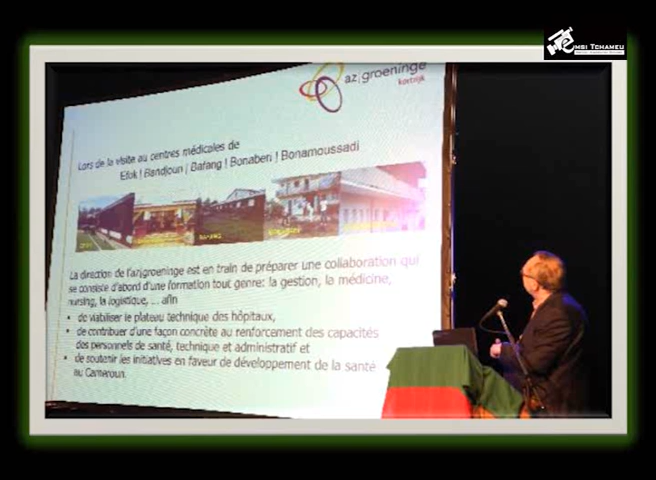 EMBI TCHAMEU
az|groeninge
kortrijk
Lors de la visite au centres médicales de
Efok | Bandjoun | Bafang | Bonaberi | Bonamoussadi
La direction de l'az|groeninge est en train de préparer une collaboration qui
se consiste d'abord d'une formation tout genre: la gestion, la médicine,
nursing, la logistique, ... afin
• de viabiliser le plateau technique des hôpitaux,
• de contribuer d'une façon concrète au renforcement des capacités
des personnels de santé, technique et administratif et
• de soutenir les initiatives en faveur de développement de la santé
au Cameroun.